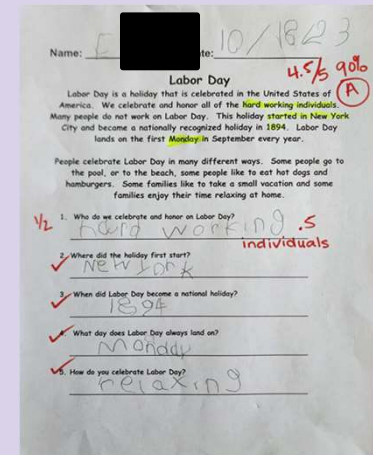 Name: E te: 10/18/23
4.5/5 90%
Labor Day A
Labor Day is a holiday that is celebrated in the United States of
America. We celebrate and honor all of the hard working individuals.
Many people do not work on Labor Day. This holiday started in New York
City and became a nationally recognized holiday in 1894. Labor Day
lands on the first Monday in September every year.
People celebrate Labor Day in many different ways. Some people go to
the pool, or to the beach, some people like to eat hot dogs and
hamburgers. Some families like to take a small vacation and some
families enjoy their time relaxing at home.
1/2 1. Who do we celebrate and honor on Labor Day?
hard working .5
individuals
2. Where did the holiday first start?
New York
3. When did Labor Day become a national holiday?
1894
4. What day does Labor Day always land on?
Monday
5. How do you celebrate Labor Day?
relaxing